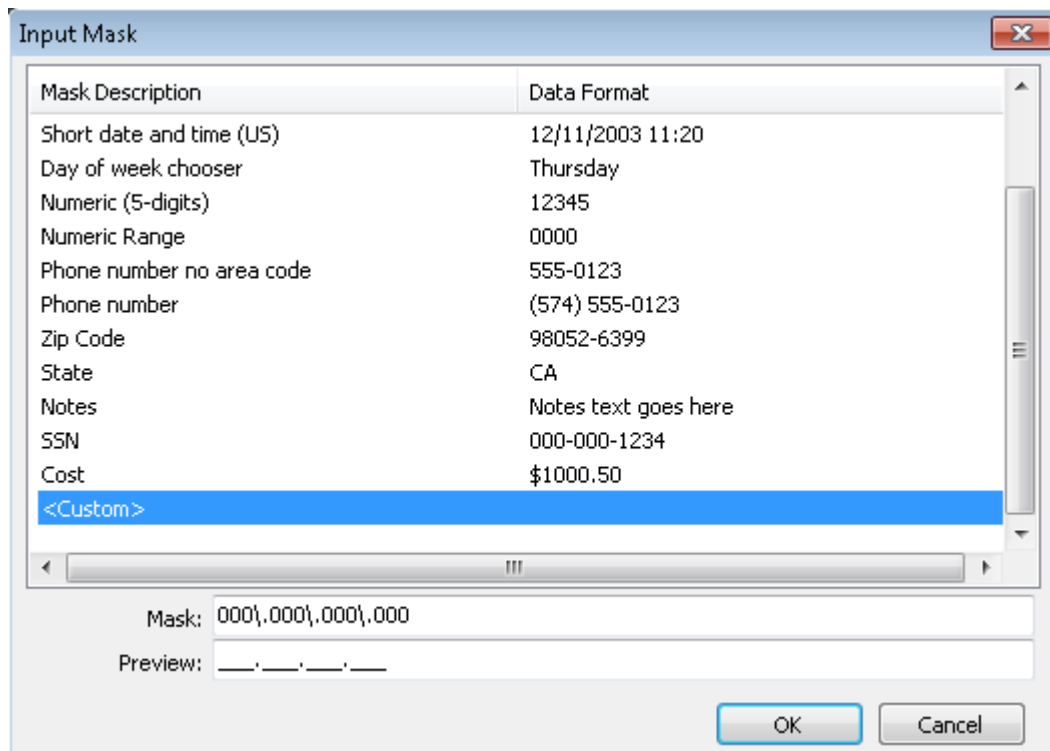 Input Mask
Mask Description Data Format
Short date and time (US) 12/11/2003 11:20
Day of week chooser Thursday
Numeric (5-digits) 12345
Numeric Range 0000
Phone number no area code 555-0123
Phone number (574) 555-0123
Zip Code 98052-6399
State CA
Notes Notes text goes here
SSN 000-000-1234
Cost $1000.50
<Custom>
Mask: 000\.000\.000\.000
Preview: ___.___.___.___
OK Cancel